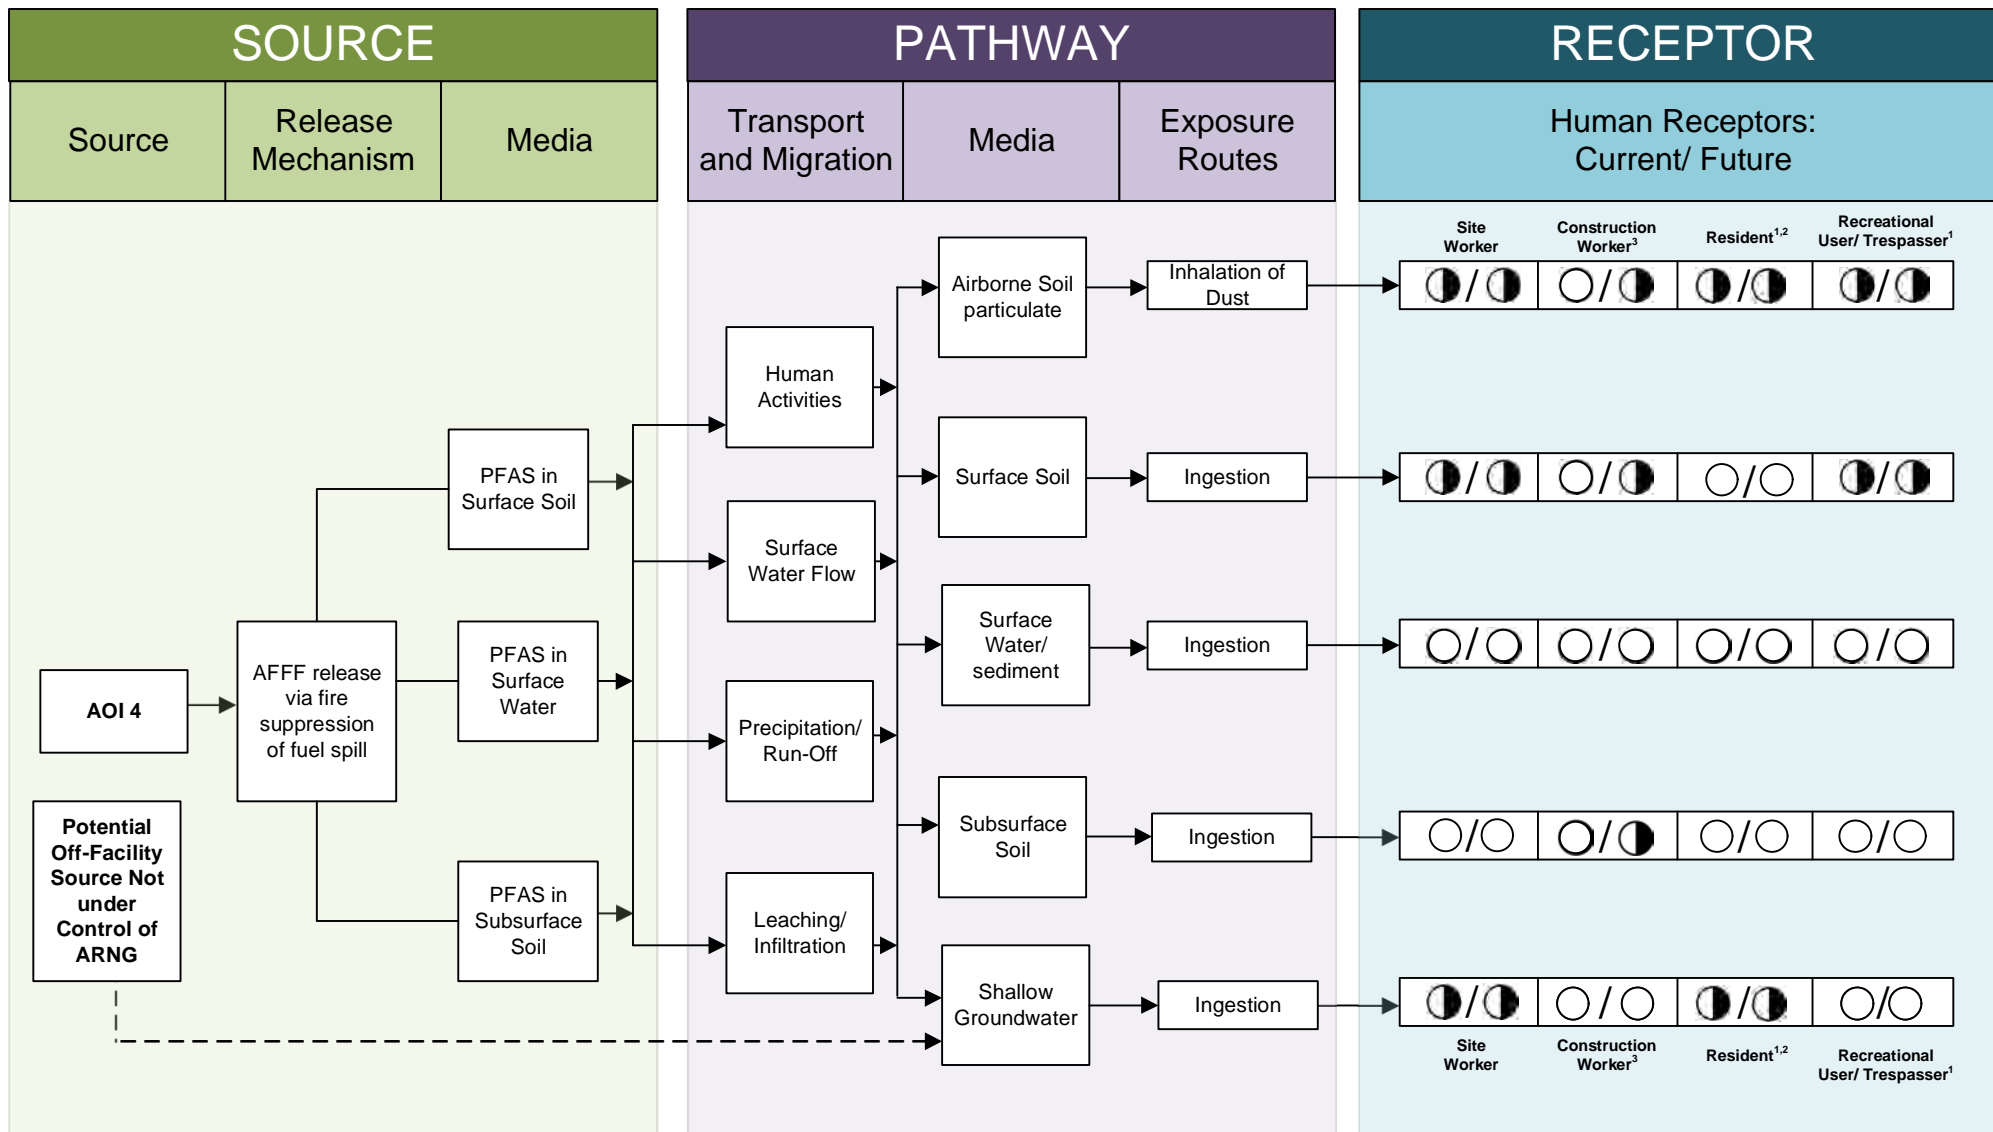 SOURCE
PATHWAY
RECEPTOR
Source
Release
Mechanism
Media
Transport
and Migration
Media
Exposure
Routes
Human Receptors:
Current/ Future
Site
Worker
Construction
Worker3
Resident1,2
Recreational
User/ Trespasser1
Airborne Soil
particulate
Inhalation of
Dust
/
/
/
/
Human
Activities
PFAS in
Surface Soil
Surface Soil
Ingestion
/
/
/
/
Surface
Water Flow
Surface
Water/
sediment
Ingestion
/
/
/
/
AOI 4
AFFF release
via fire
suppression
of fuel spill
PFAS in
Surface
Water
Precipitation/
Run-Off
Subsurface
Soil
Ingestion
/
/
/
/
Potential
Off-Facility
Source Not
under
Control of
ARNG
PFAS in
Subsurface
Soil
Leaching/
Infiltration
Shallow
Groundwater
Ingestion
/
/
/
/
Site
Worker
Construction
Worker3
Resident1,2
Recreational
User/ Trespasser1